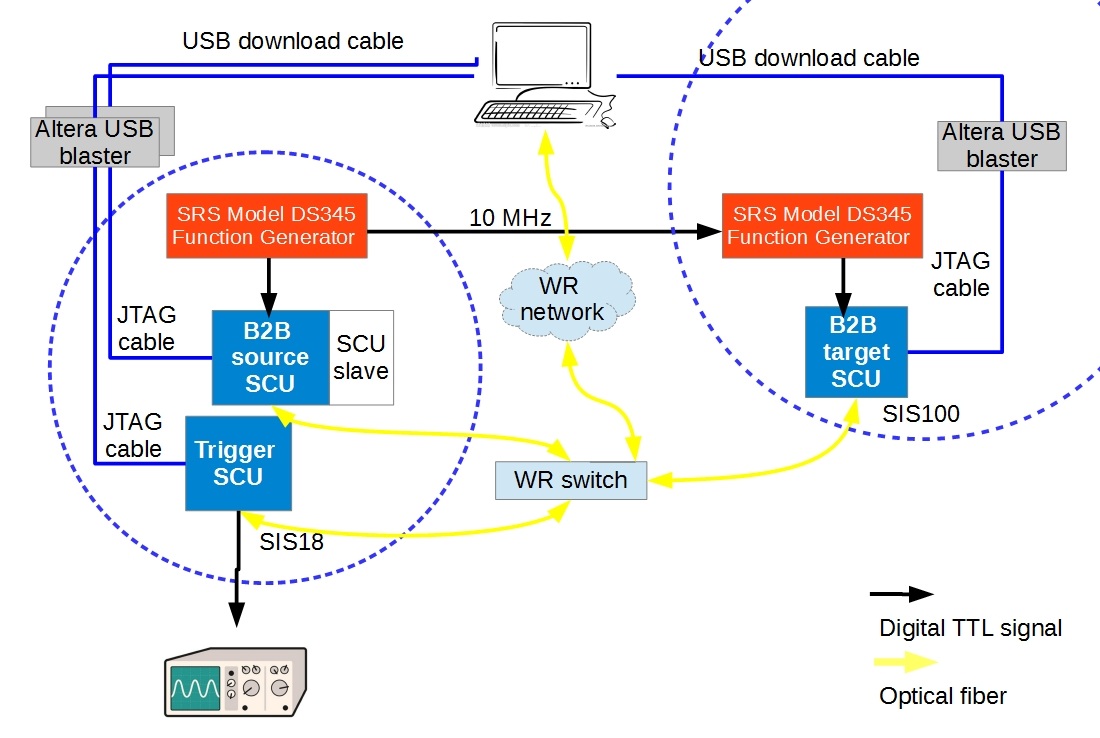 USB download cable
USB download cable
Altera USB
blaster
Altera USB
blaster
SRS Model DS345
Function Generator
10 MHz
SRS Model DS345
Function Generator
JTAG
cable
WR
network
JTAG
cable
B2B
source
SCU
SCU
slave
B2B
target
SCU
SIS100
JTAG
cable
Trigger
SCU
WR switch
SIS18
Digital TTL signal
Optical fiber